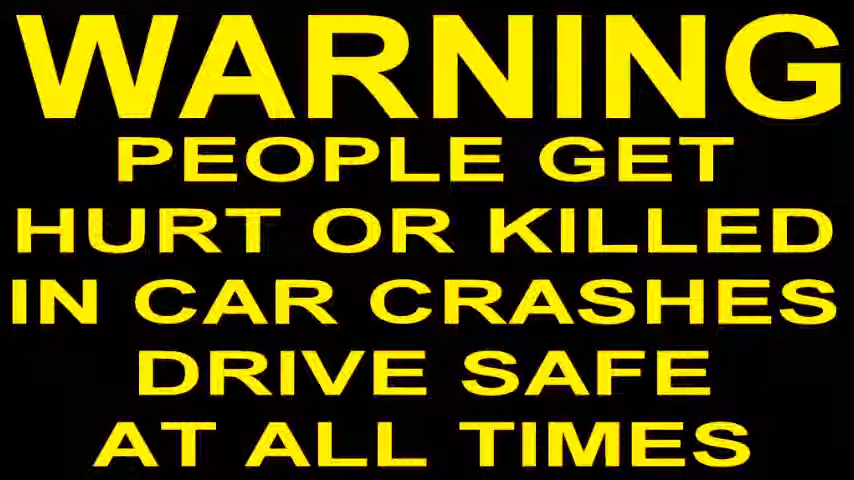 WARNING
PEOPLE GET
HURT OR KILLED
IN CAR CRASHES
DRIVE SAFE
AT ALL TIMES